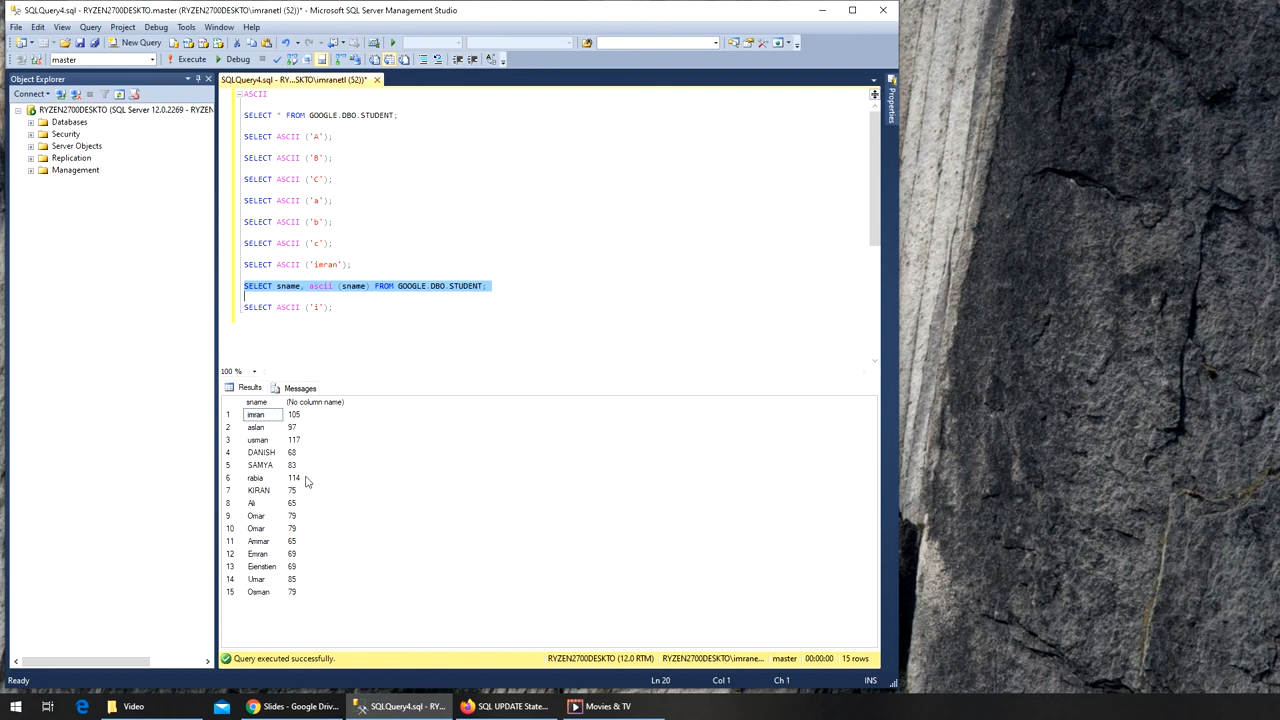 SQLQuery4.sql - RYZEN2700DESKTO.master (RYZEN2700DESKTO\imranetl (52))* - Microsoft SQL Server Management Studio
File Edit View Query Project Debug Tools Window Help
New Query
master Execute Debug
Object Explorer
Connect
RYZEN2700DESKTO (SQL Server 12.0.2269 - RYZEN
Databases
Security
Server Objects
Replication
Management
SQLQuery4.sql - RY...SKTO\imranetl (52))*
ASCII
SELECT * FROM GOOGLE.DBO.STUDENT;
SELECT ASCII ('A');
SELECT ASCII ('B');
SELECT ASCII ('C');
SELECT ASCII ('a');
SELECT ASCII ('b');
SELECT ASCII ('c');
SELECT ASCII ('imran');
SELECT sname, ascii (sname) FROM GOOGLE.DBO.STUDENT;
SELECT ASCII ('i');
100 %
Results Messages
sname (No column name)
1 imran 105
2 aslan 97
3 usman 117
4 DANISH 68
5 SAMYA 83
6 rabia 114
7 KIRAN 75
8 Ali 65
9 Omar 79
10 Omar 79
11 Ammar 65
12 Emran 69
13 Eienstien 69
14 Umar 85
15 Osman 79
Query executed successfully. RYZEN2700DESKTO (12.0 RTM) RYZEN2700DESKTO\imrane... master 00:00:00 15 rows
Ready Ln 20 Col 1 Ch 1 INS
Properties
Video Slides - Google Driv... SQLQuery4.sql - RY... SQL UPDATE State... Movies & TV